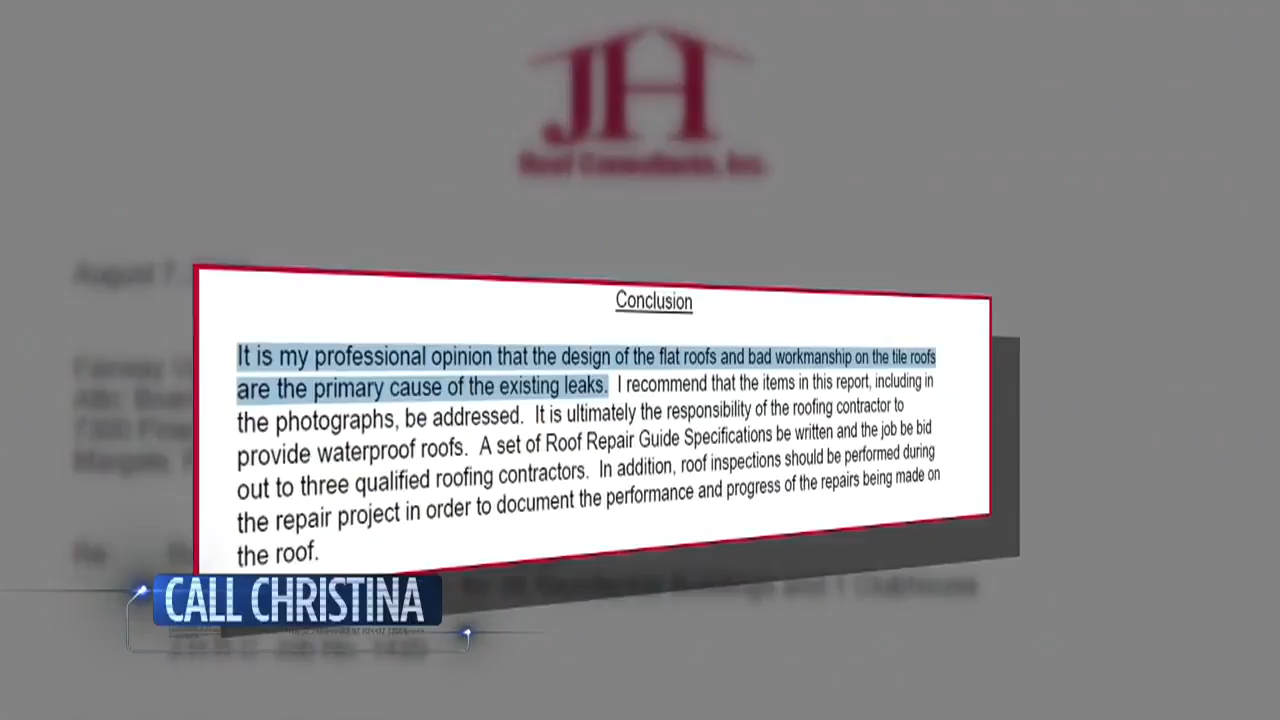 JH
Roof Consultants, Inc.
August 7,
Conclusion
It is my professional opinion that the design of the flat roofs and bad workmanship on the tile roofs
are the primary cause of the existing leaks. I recommend that the items in this report, including in
the photographs, be addressed. It is ultimately the responsibility of the roofing contractor to
provide waterproof roofs. A set of Roof Repair Guide Specifications be written and the job be bid
out to three qualified roofing contractors. In addition, roof inspections should be performed during
the repair project in order to document the performance and progress of the repairs being made on
the roof.
CALL CHRISTINA